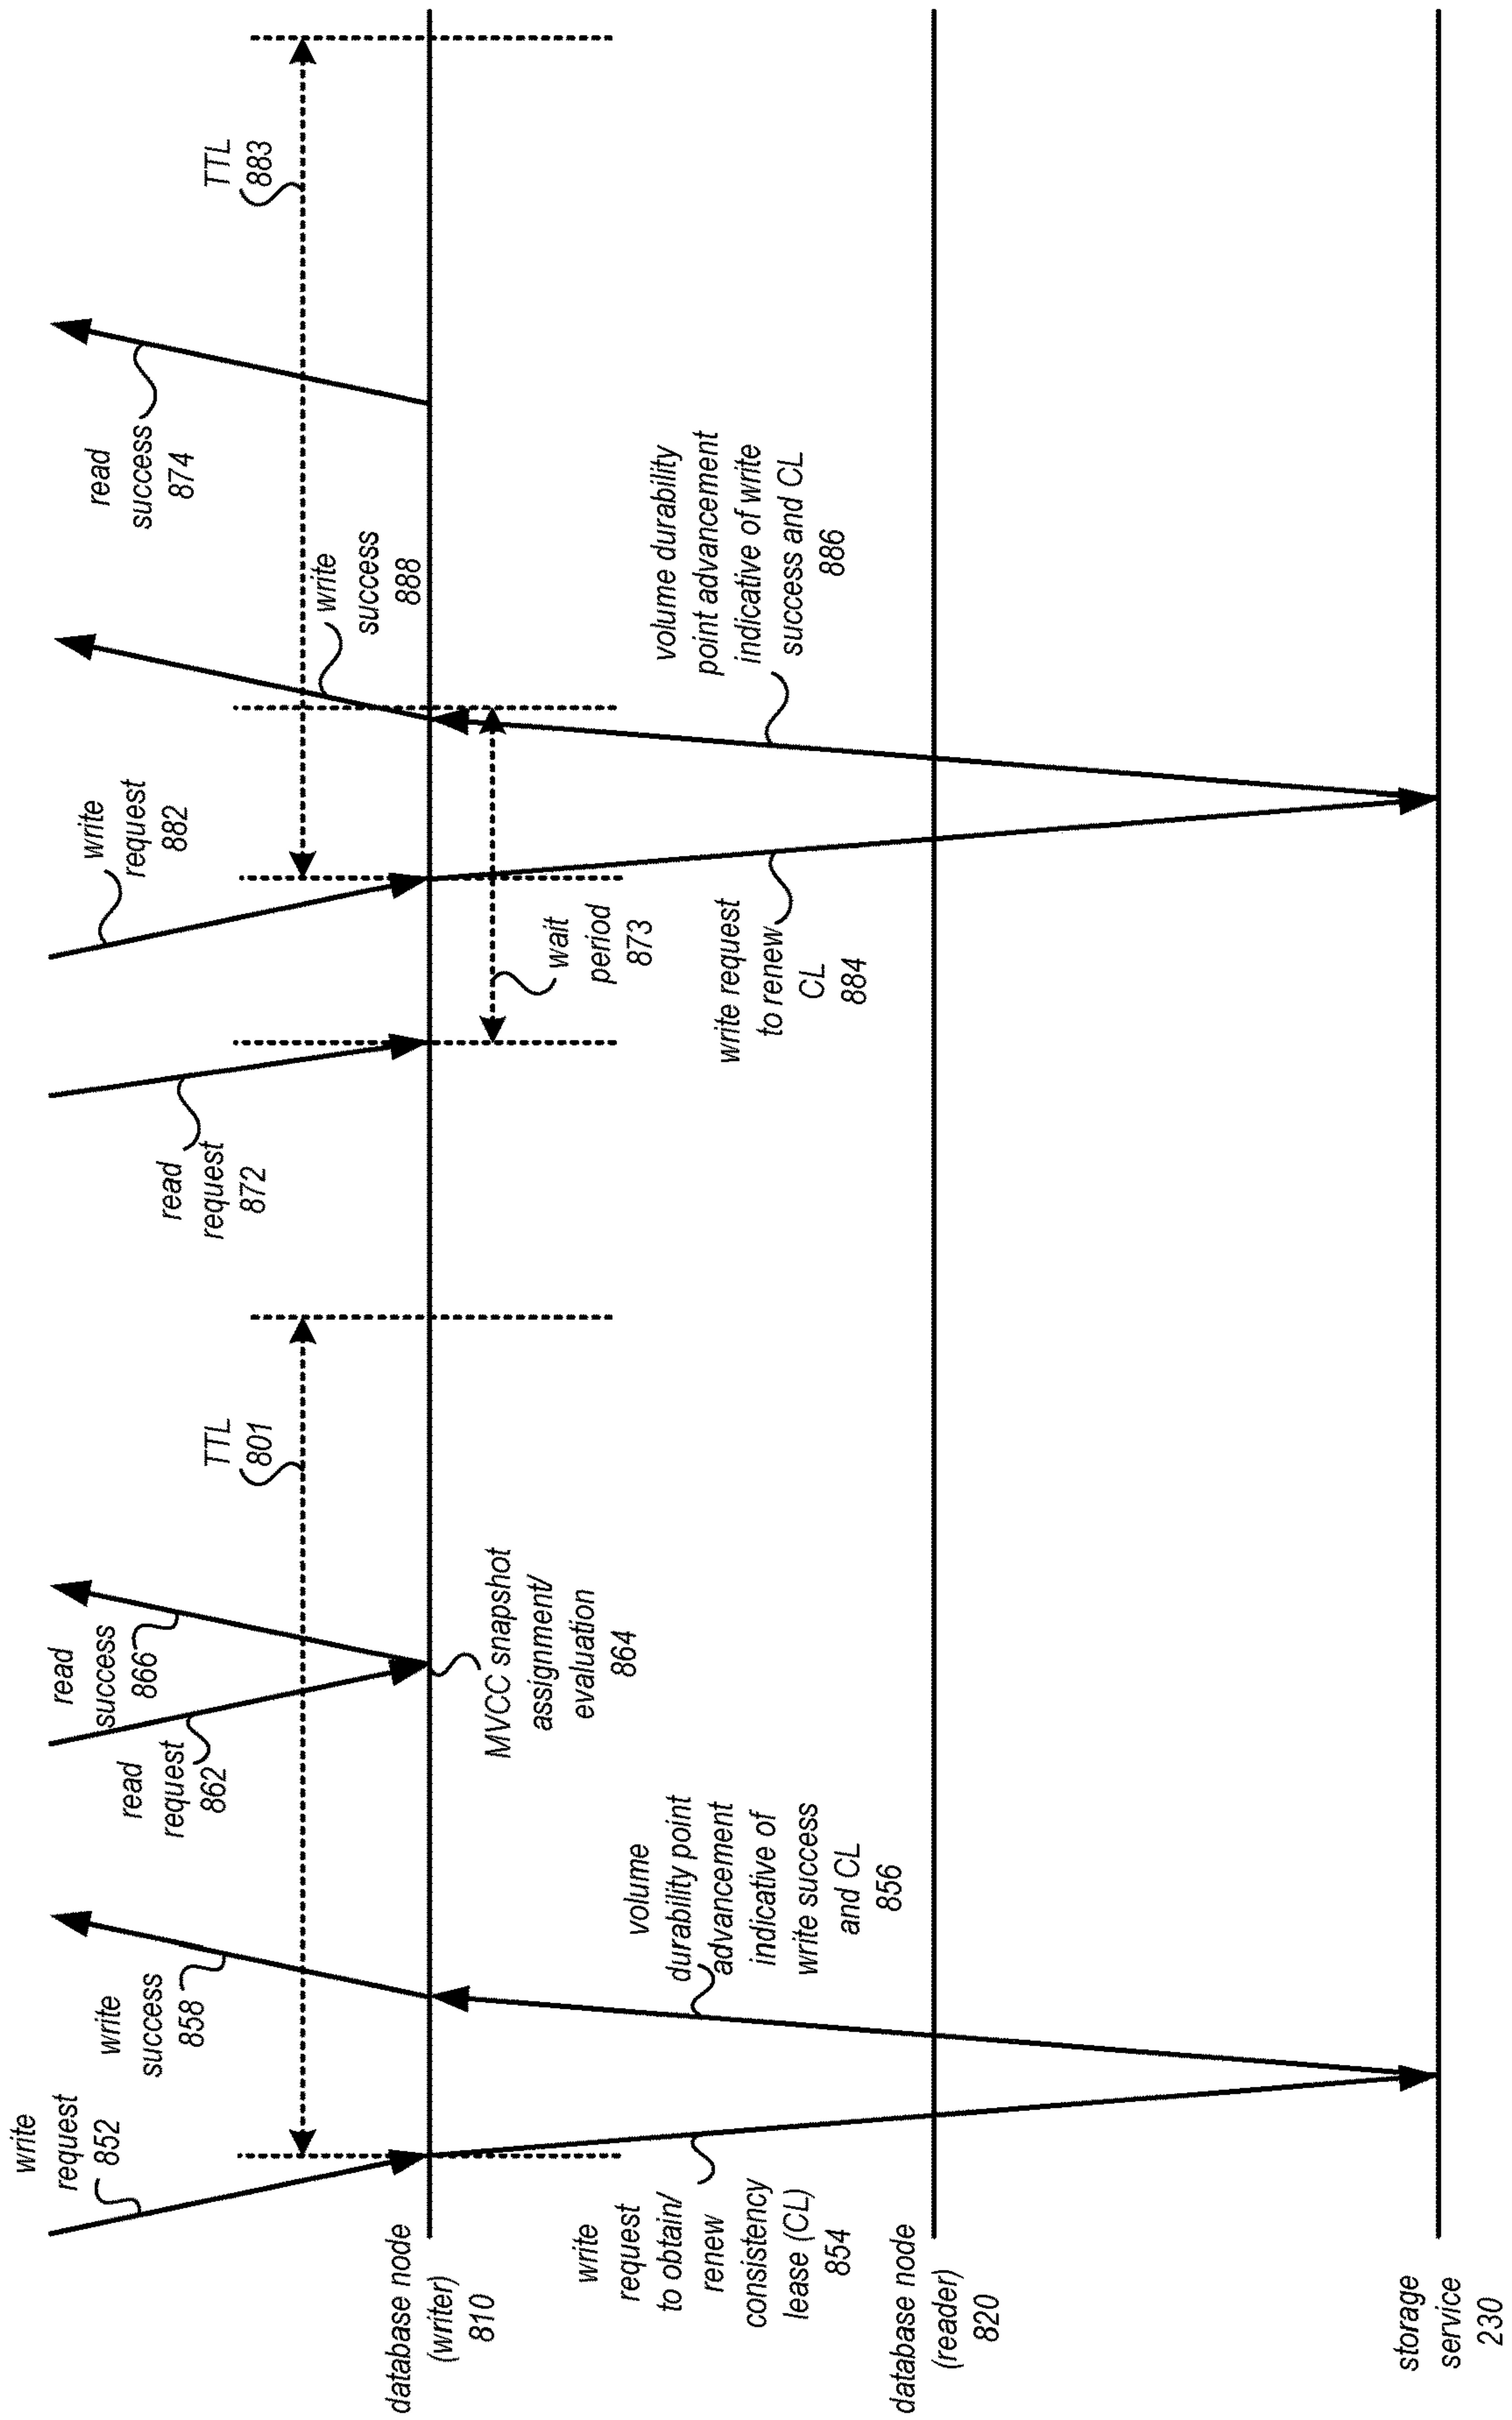 write
request
852
write
success
858
read
success
866
read
request
862
TTL
801
read
request
872
write
request
882
write
success
888
read
success
874
TTL
883
database node
(writer)
810
MVCC snapshot
assignment/
evaluation
864
wait
period
873
write
request
to obtain/
renew
consistency
lease (CL)
854
volume
durability point
advancement
indicative of
write success
and CL
856
write request
to renew
CL
884
volume durability
point advancement
indicative of write
success and CL
886
database node
(reader)
820
storage
service
230